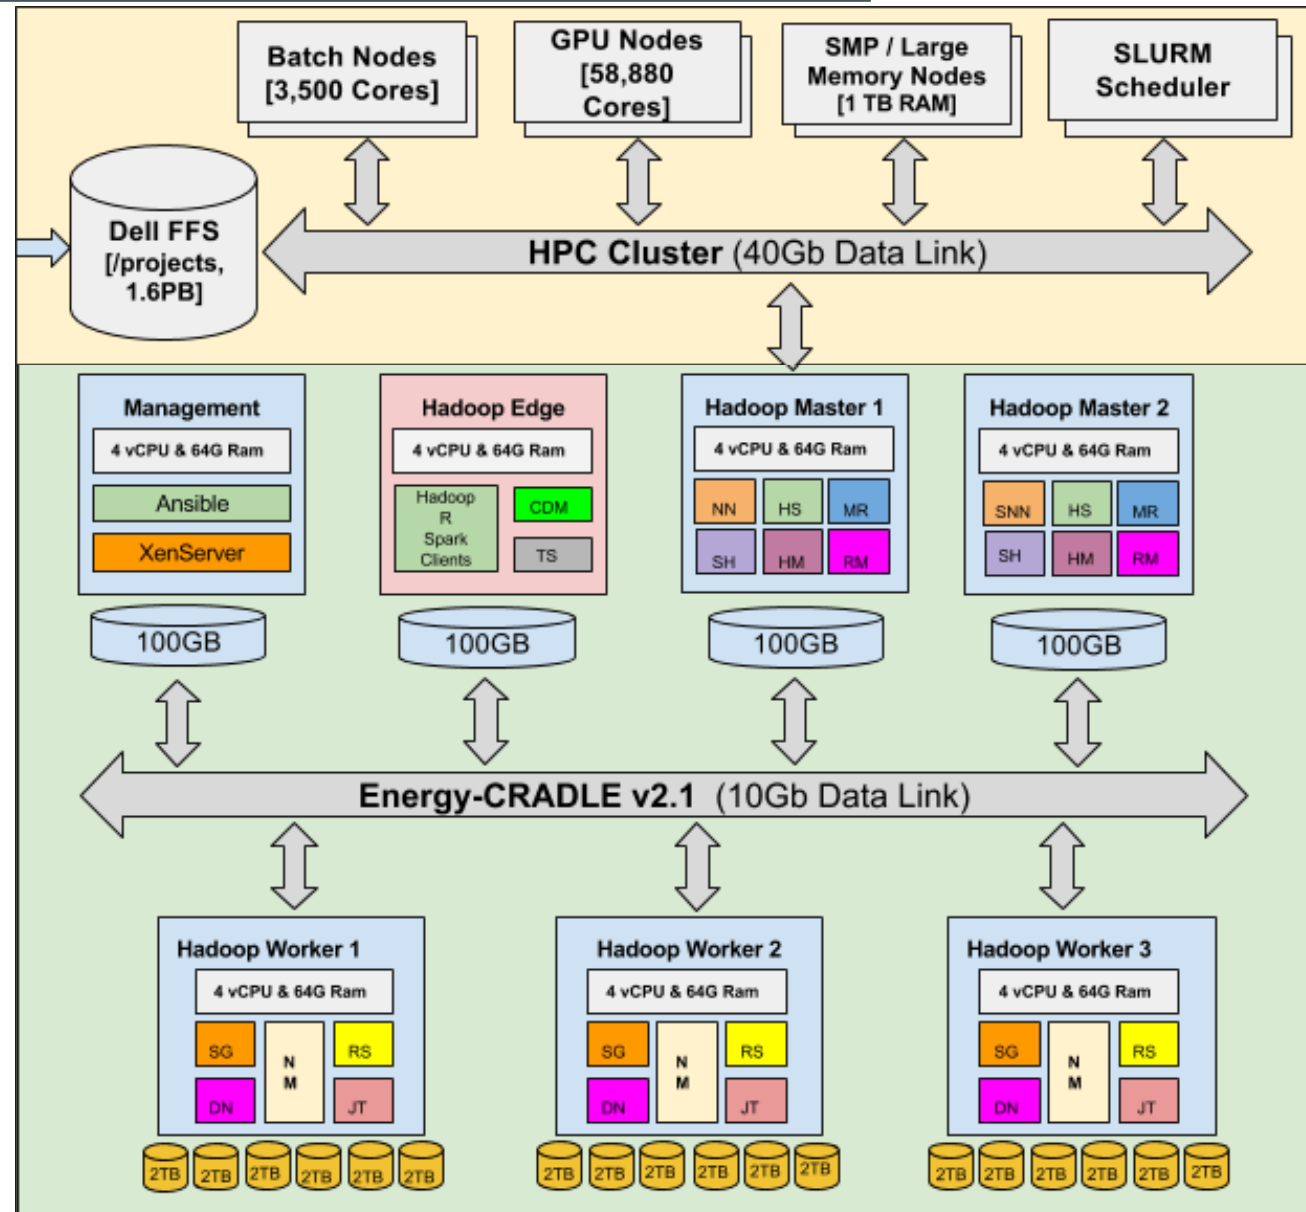 Batch Nodes
[3,500 Cores]
GPU Nodes
[58,880
Cores]
SMP / Large
Memory Nodes
[1 TB RAM]
SLURM
Scheduler
Dell FFS
[/projects,
1.6PB]
HPC Cluster (40Gb Data Link)
Management
4 vCPU & 64G Ram
Ansible
XenServer
100GB
Hadoop Edge
4 vCPU & 64G Ram
Hadoop
R
Spark
Clients
CDM
TS
100GB
Hadoop Master 1
4 vCPU & 64G Ram
NN HS MR
SH HM RM
100GB
Hadoop Master 2
4 vCPU & 64G Ram
SNN HS MR
SH HM RM
100GB
Energy-CRADLE v2.1 (10Gb Data Link)
Hadoop Worker 1
4 vCPU & 64G Ram
SG
DN
N
M
RS
JT
2TB 2TB 2TB 2TB 2TB 2TB
Hadoop Worker 2
4 vCPU & 64G Ram
SG
DN
N
M
RS
JT
2TB 2TB 2TB 2TB 2TB 2TB
Hadoop Worker 3
4 vCPU & 64G Ram
SG
DN
N
M
RS
JT
2TB 2TB 2TB 2TB 2TB 2TB